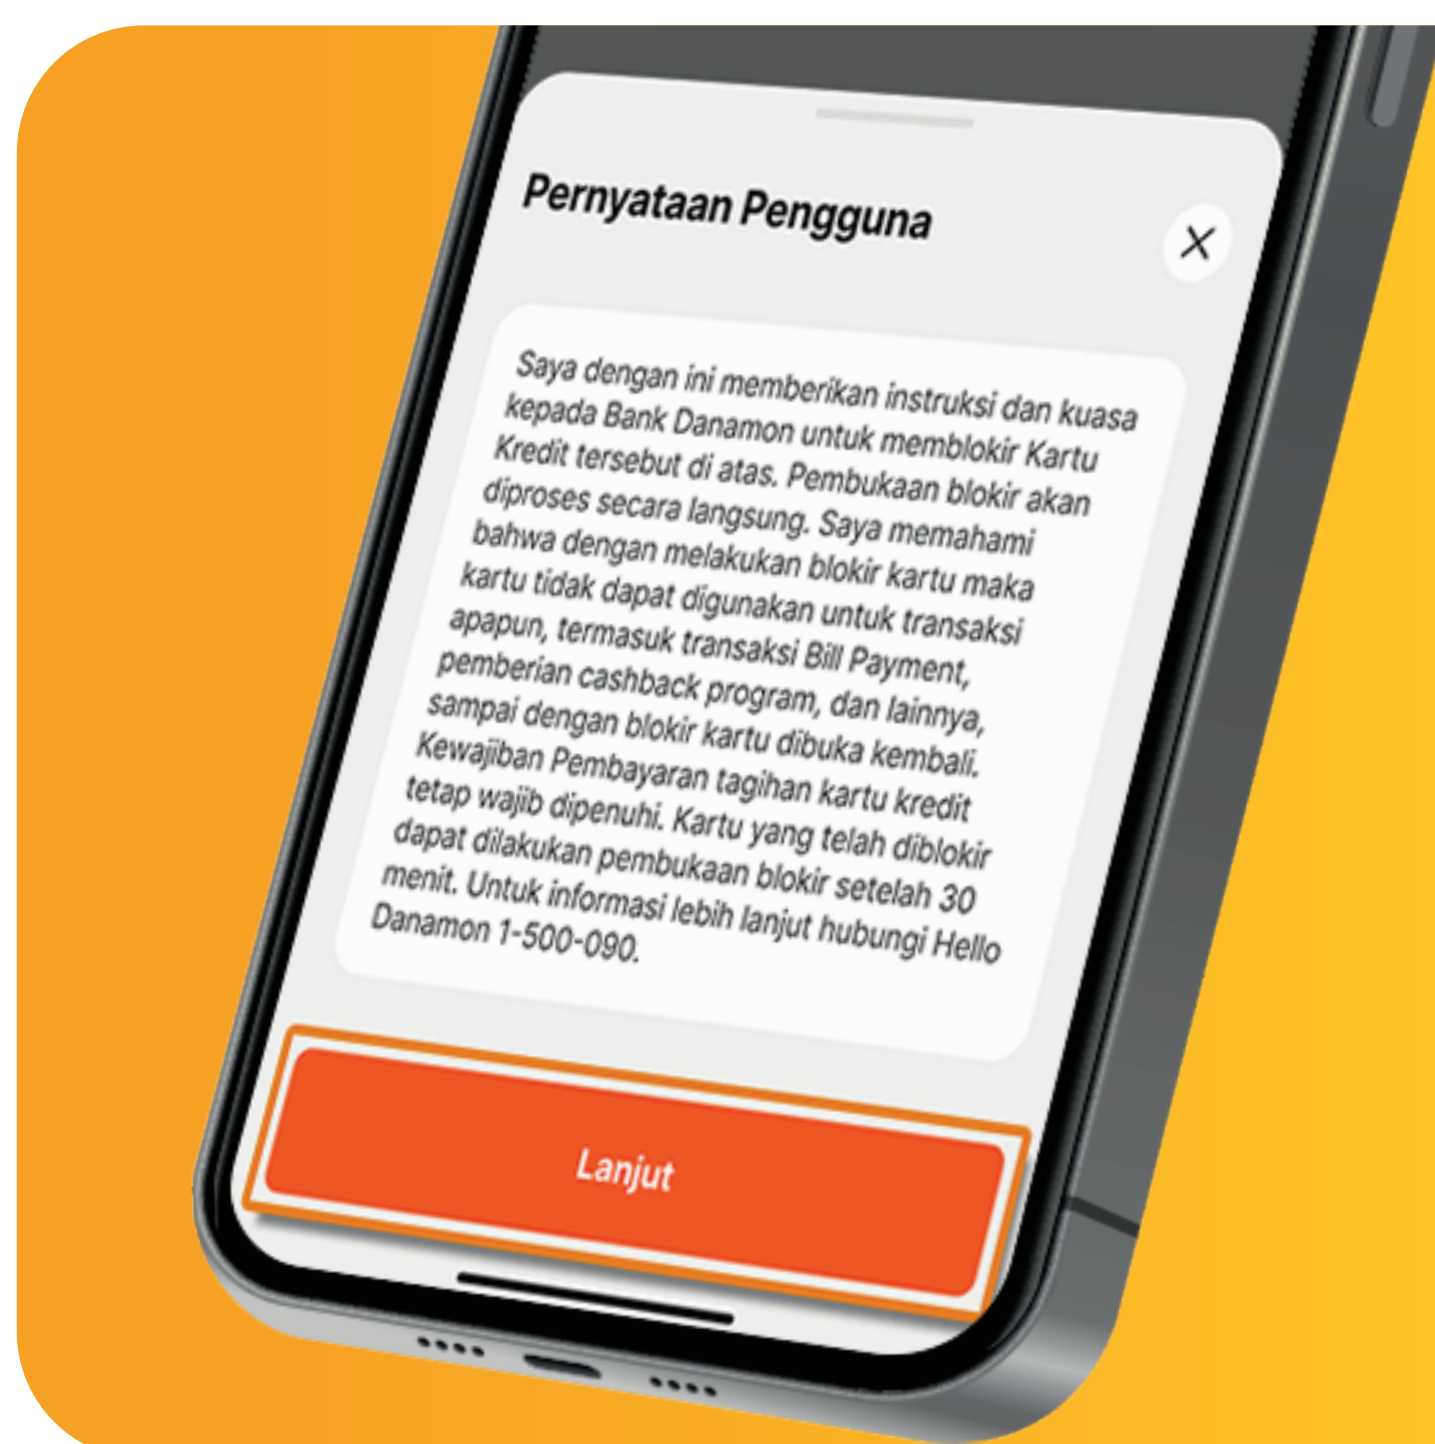 Pernyataan Pengguna
Saya dengan ini memberikan instruksi dan kuasa
kepada Bank Danamon untuk memblokir Kartu
Kredit tersebut di atas. Pembukaan blokir akan
diproses secara langsung. Saya memahami
bahwa dengan melakukan blokir kartu maka
kartu tidak dapat digunakan untuk transaksi
apapun, termasuk transaksi Bill Payment,
pemberian cashback program, dan lainnya,
sampai dengan blokir kartu dibuka kembali.
Kewajiban Pembayaran tagihan kartu kredit
tetap wajib dipenuhi. Kartu yang telah diblokir
dapat dilakukan pembukaan blokir setelah 30
menit. Untuk informasi lebih lanjut hubungi Hello
Danamon 1-500-090.
Lanjut